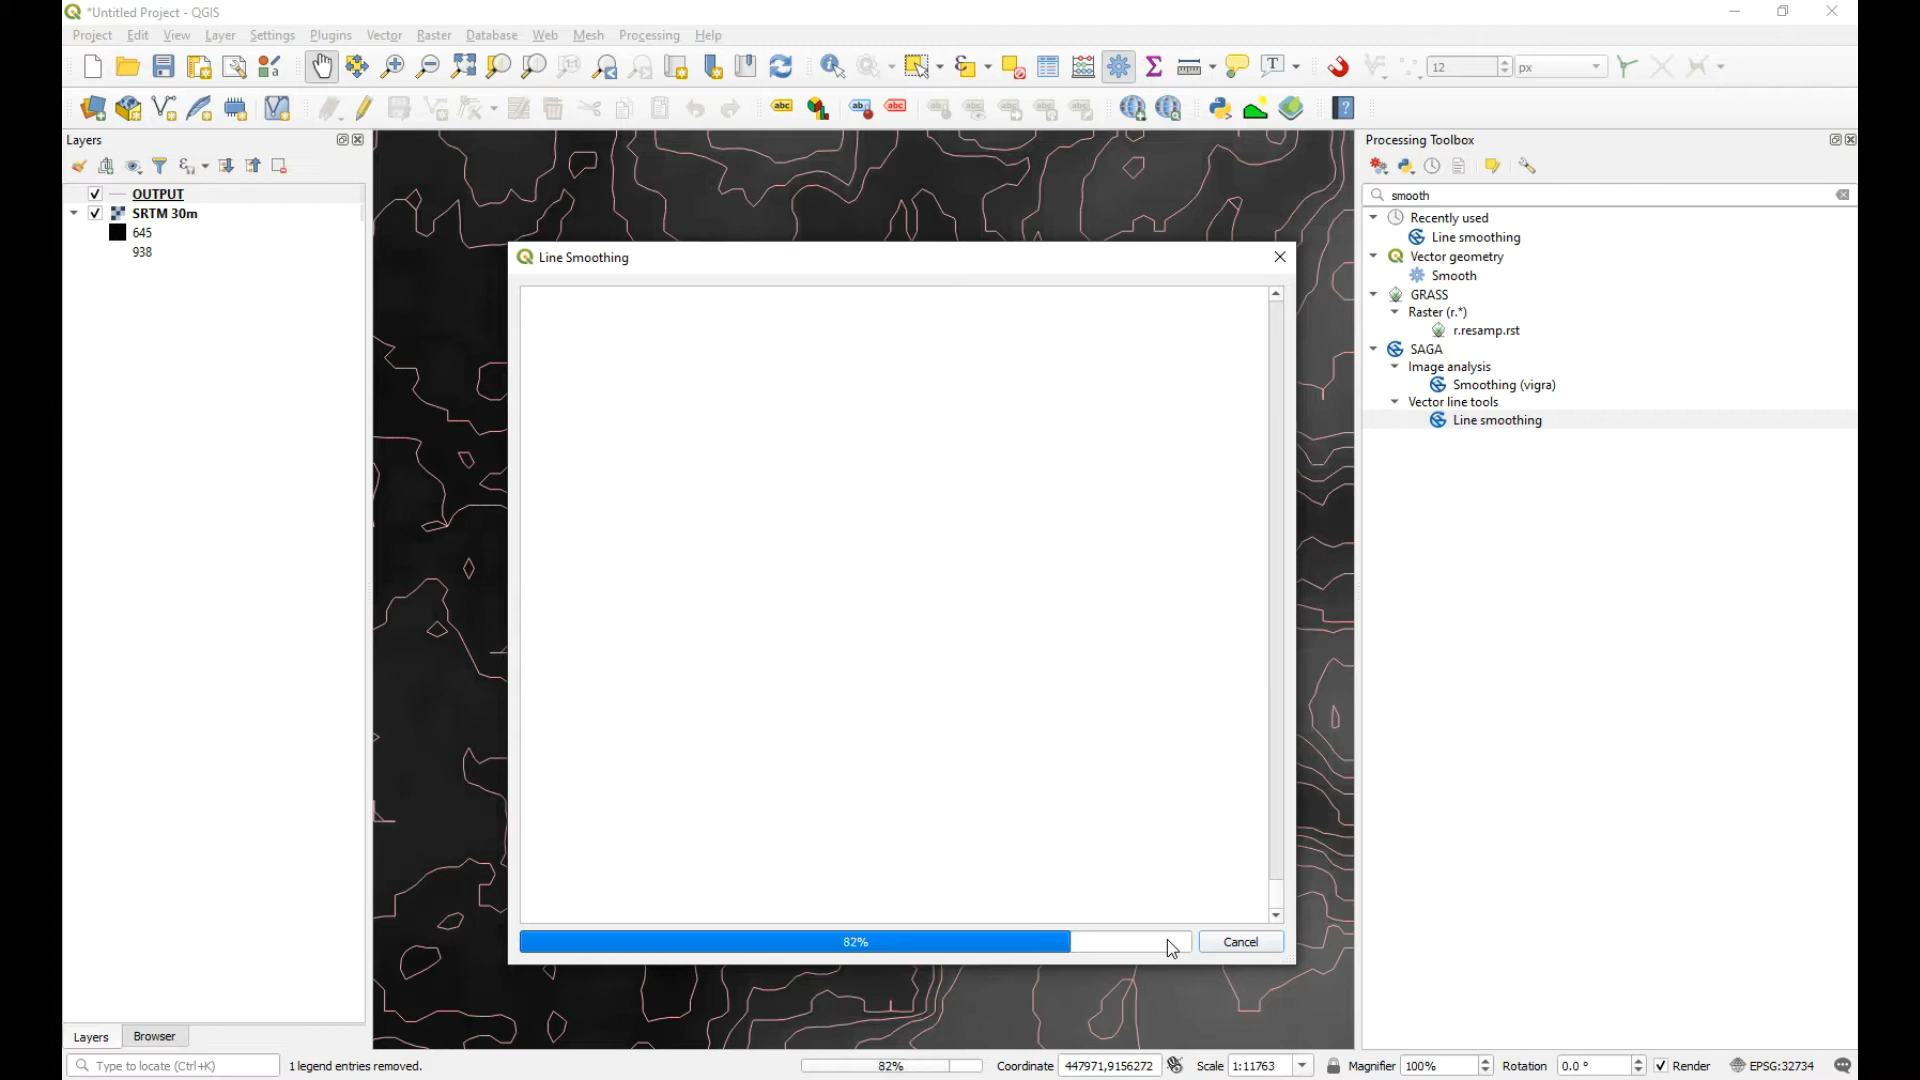 *Untitled Project - QGIS
Project Edit View Layer Settings Plugins Vector Raster Database Web Mesh Processing Help
12 px
abc abc abc
Layers
OUTPUT
SRTM 30m
645
938
Line Smoothing
82%
Cancel
Processing Toolbox
smooth
Recently used
Line smoothing
Vector geometry
Smooth
GRASS
Raster (r.*)
r.resamp.rst
SAGA
Image analysis
Smoothing (vigra)
Vector line tools
Line smoothing
Layers Browser
Type to locate (Ctrl+K) 1 legend entries removed. 82% Coordinate 447971,9156272 Scale 1:11763 Magnifier 100% Rotation 0.0 ° Render EPSG:32734